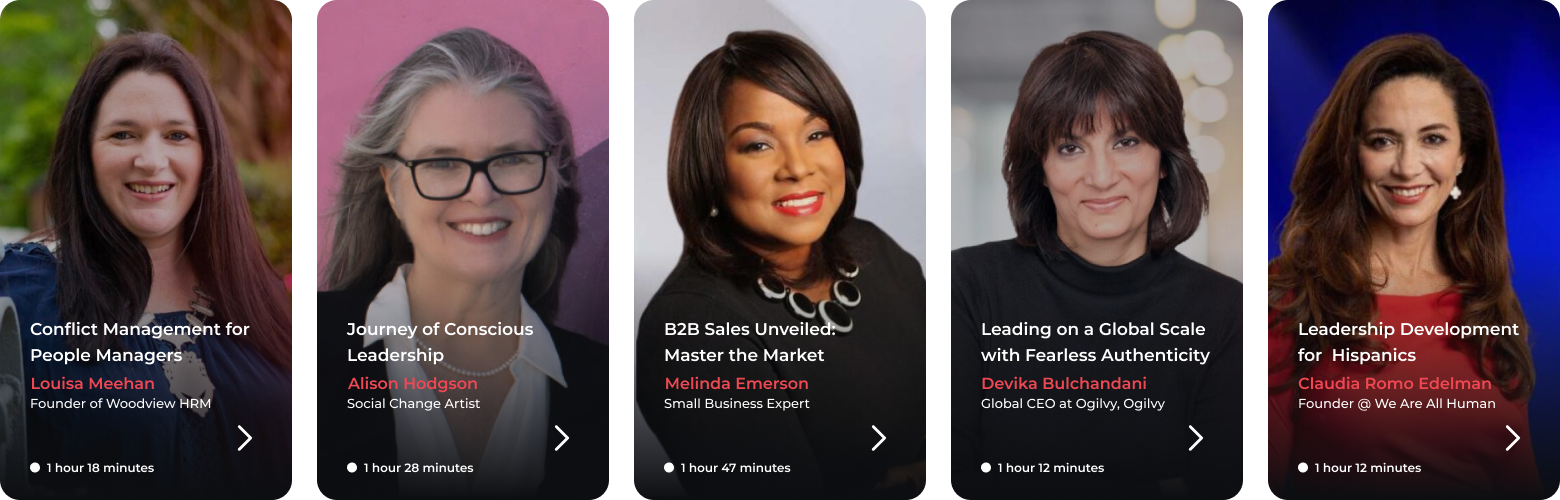 Conflict Management for
People Managers
Louisa Meehan
Founder of Woodview HRM
1 hour 18 minutes
Journey of Conscious
Leadership
Alison Hodgson
Social Change Artist
1 hour 28 minutes
B2B Sales Unveiled:
Master the Market
Melinda Emerson
Small Business Expert
1 hour 47 minutes
Leading on a Global Scale
with Fearless Authenticity
Devika Bulchandani
Global CEO at Ogilvy, Ogilvy
1 hour 12 minutes
Leadership Development
for  Hispanics
Claudia Romo Edelman
Founder @ We Are All Human
1 hour 12 minutes